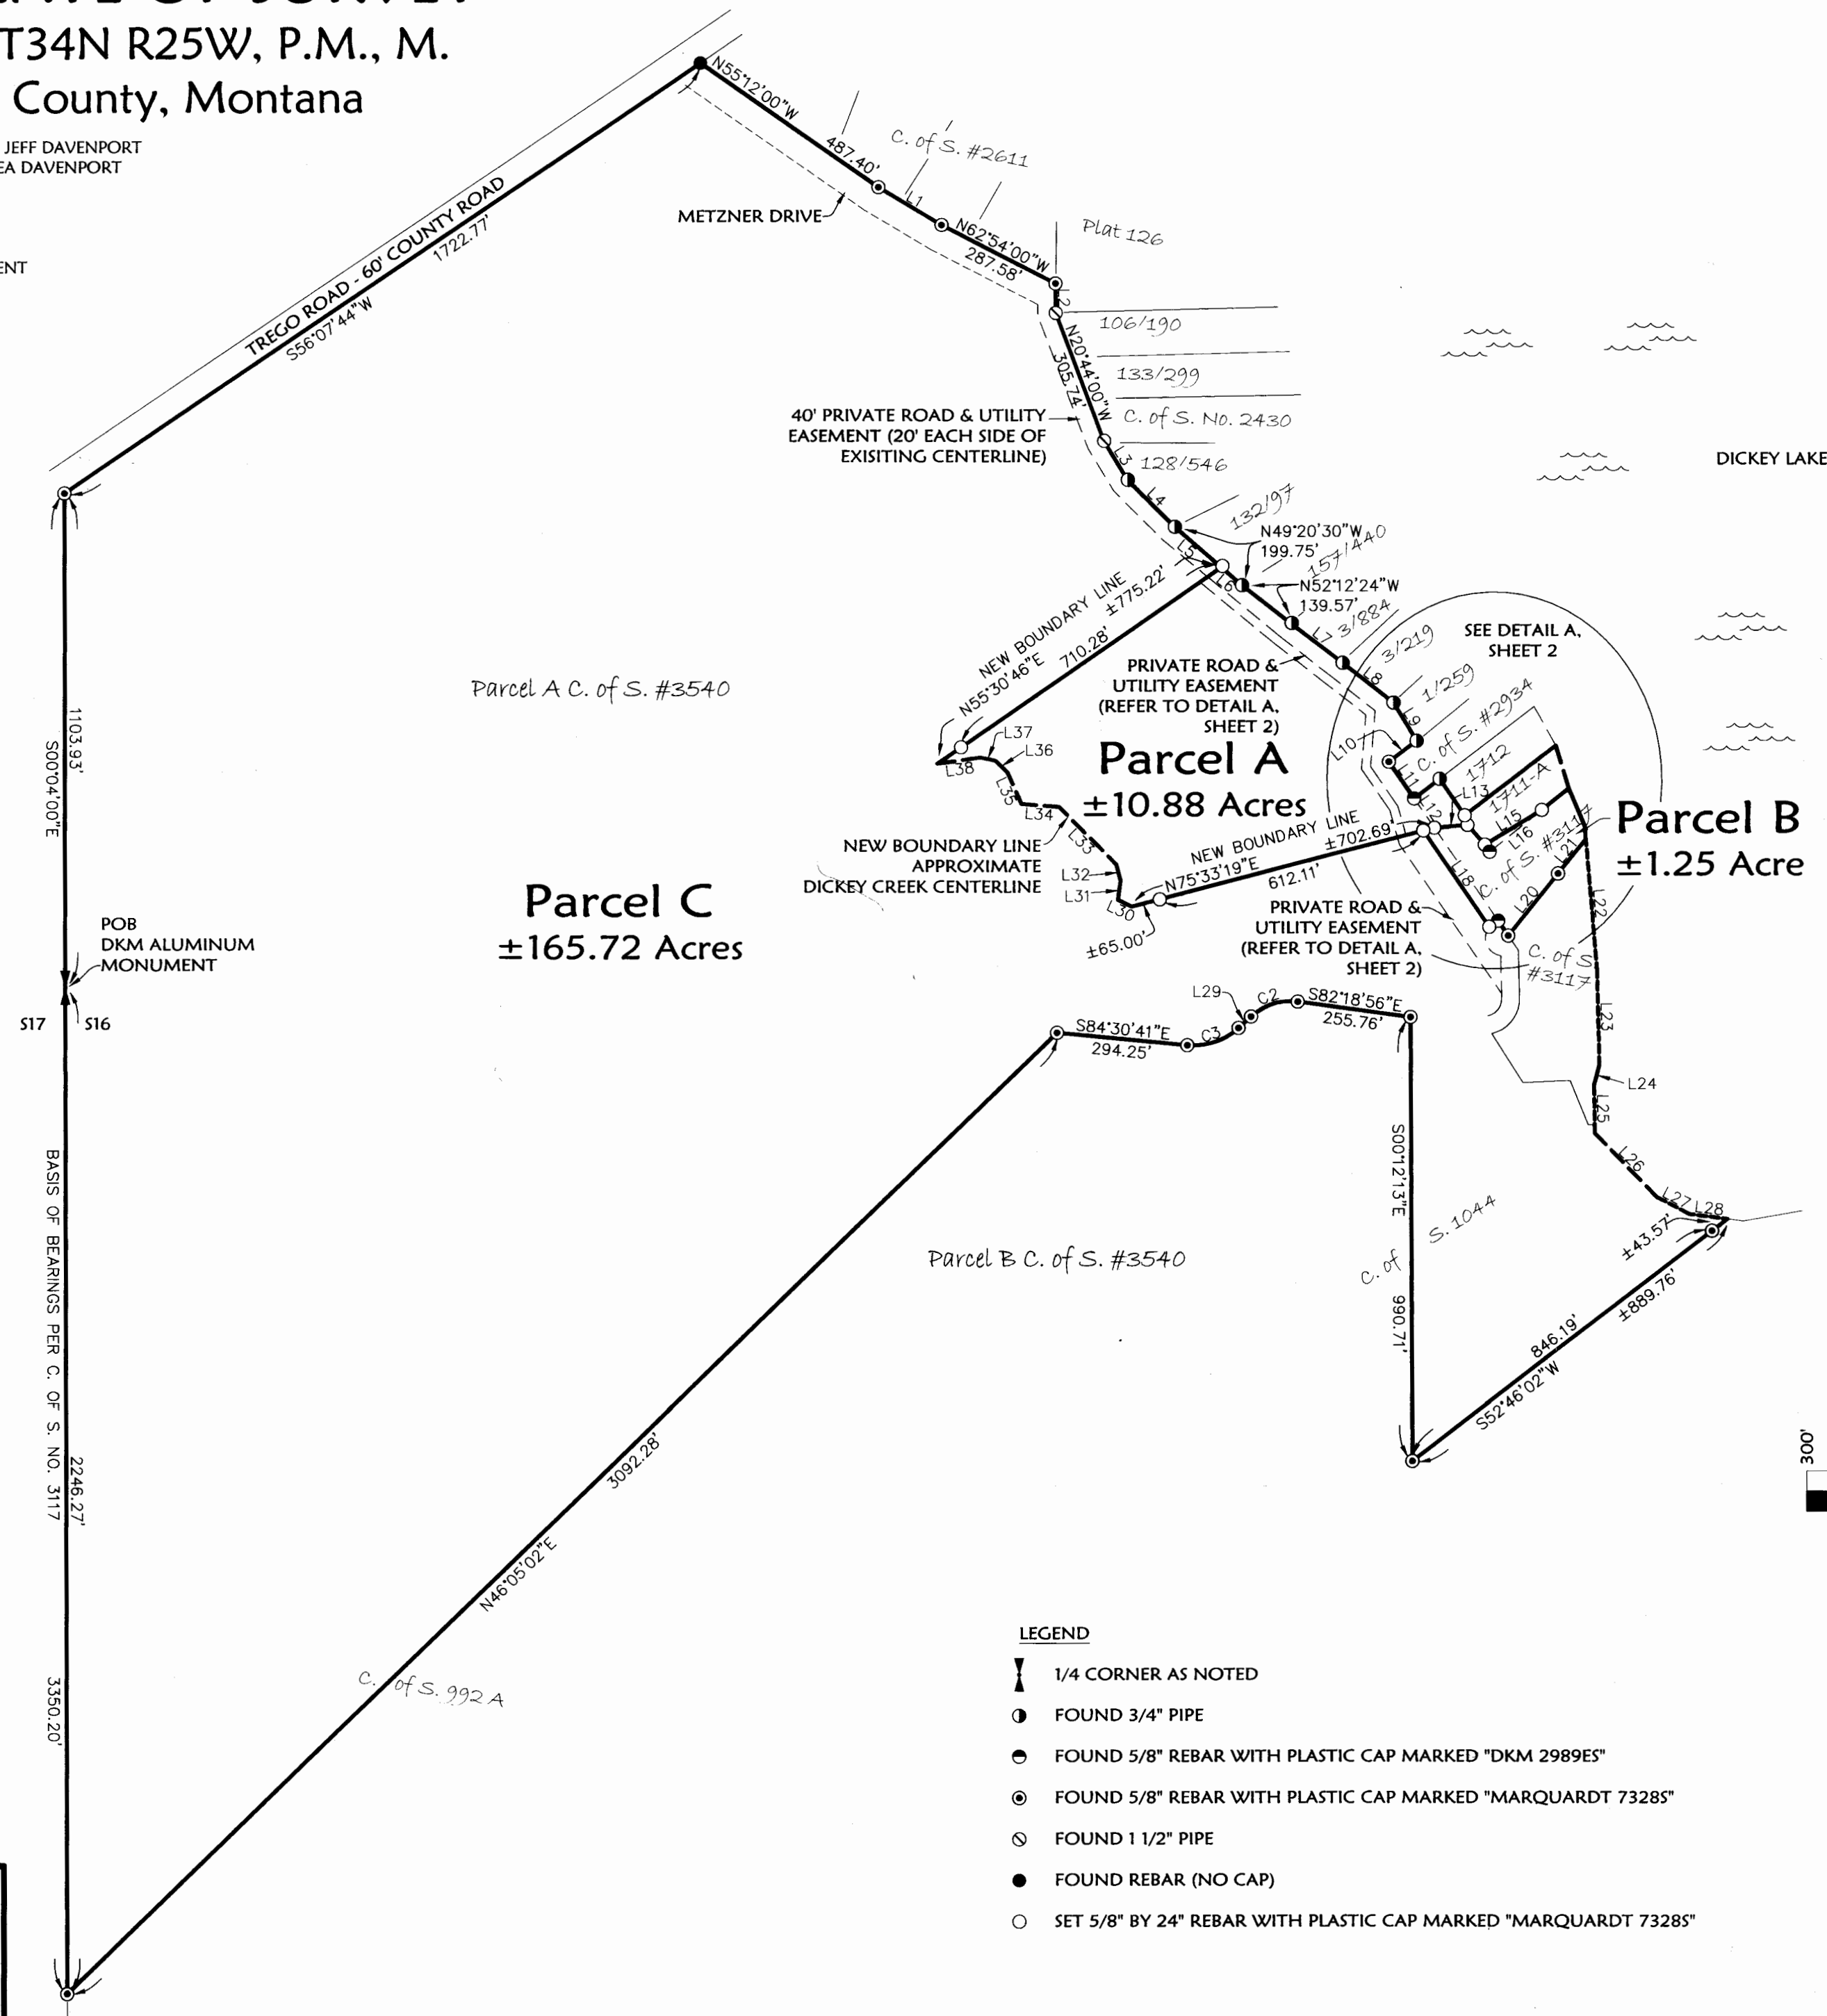 T34N R25W, P.M., M.
County, Montana
JEFF DAVENPORT
EA DAVENPORT
ENT
TREGO ROAD - 60' COUNTY ROAD
1722.77'
S56°07'44"W
N55°12'00"W
487.40'
C. of S. #2611
L1
METZNER DRIVE
N62°54'00"W
287.58'
Plat 126
L2
106/190
N20°44'00"W
305.74'
133/299
C. of S. No. 2430
40' PRIVATE ROAD & UTILITY
EASEMENT (20' EACH SIDE OF
EXISITING CENTERLINE)
L3
128/546
DICKEY LAKE
L4
132/97
N49°20'30"W
199.75'
157/440
L5
L6
N52°12'24"W
139.57'
L7
3/884
3/219
L8
SEE DETAIL A,
SHEET 2
1/259
L9
L10
C. of S. #2934
L11
1712
L13
1711-A
L12
L15
L16
C. of S. #3117
L21
L18
L20
NEW BOUNDARY LINE
±775.22'
N55°30'46"E
710.28'
PRIVATE ROAD &
UTILITY EASEMENT
(REFER TO DETAIL A,
SHEET 2)
Parcel A C. of S. #3540
1103.93'
S00°04'00"E
L37
L36
L38
L35
L34
L33
L32
L31
L30
Parcel A
±10.88 Acres
Parcel B
±1.25 Acre
NEW BOUNDARY LINE
APPROXIMATE
DICKEY CREEK CENTERLINE
NEW BOUNDARY LINE
±702.69'
N75°33'19"E
612.11'
±65.00'
Parcel C
±165.72 Acres
POB
DKM ALUMINUM
MONUMENT
S17
S16
PRIVATE ROAD &
UTILITY EASEMENT
(REFER TO DETAIL A,
SHEET 2)
C. of S
#3117
L22
L23
L24
L25
L26
L27
L28
L29
C2
S82°18'56"E
255.76'
S84°30'41"E
294.25'
C3
S00°12'13"E
990.71'
C. of
S. 1044
±43.57'
±889.76'
846.19'
S52°46'02"W
Parcel B C. of S. #3540
BASIS OF BEARINGS PER C. OF S. NO. 3117
2246.27'
3350.20'
3092.28'
N46°05'02"E
C. of S. 992 A
300'
LEGEND
1/4 CORNER AS NOTED
FOUND 3/4" PIPE
FOUND 5/8" REBAR WITH PLASTIC CAP MARKED "DKM 2989ES"
FOUND 5/8" REBAR WITH PLASTIC CAP MARKED "MARQUARDT 7328S"
FOUND 1 1/2" PIPE
FOUND REBAR (NO CAP)
SET 5/8" BY 24" REBAR WITH PLASTIC CAP MARKED "MARQUARDT 7328S"